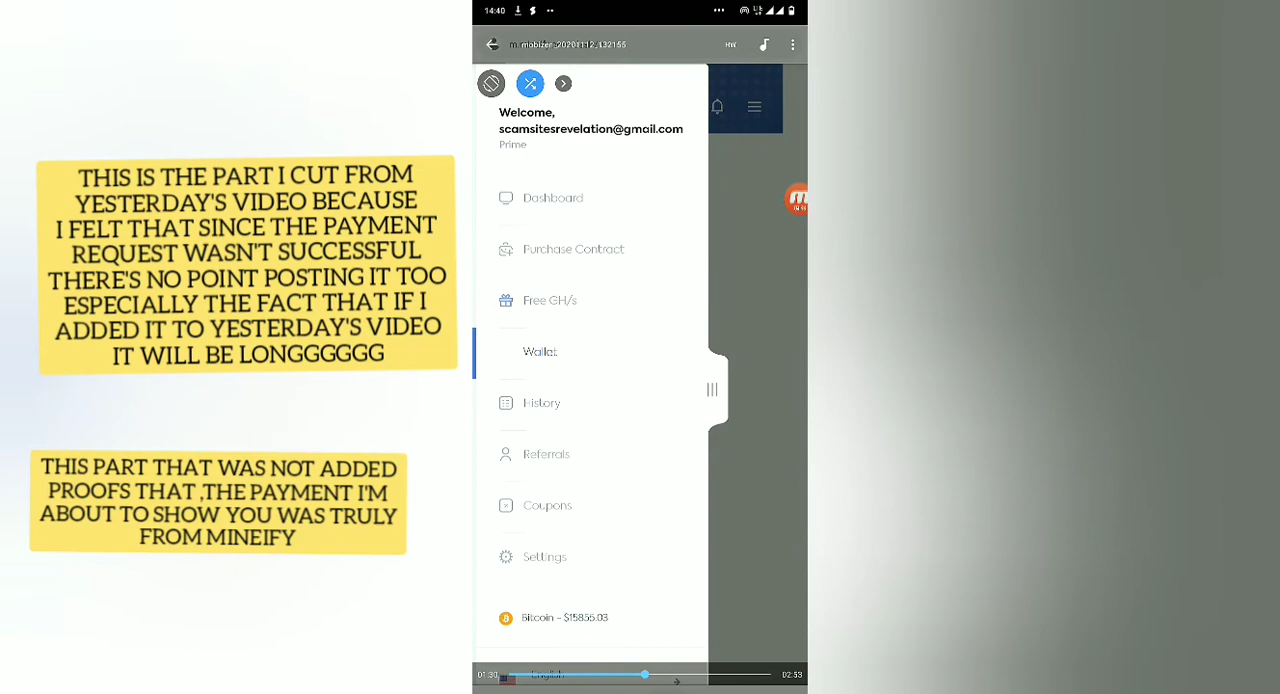 THIS IS THE PART I CUT FROM
YESTERDAY'S VIDEO BECAUSE
I FELT THAT SINCE THE PAYMENT
REQUEST WASN'T SUCCESSFUL
THERE'S NO POINT POSTING IT TOO
ESPECIALLY THE FACT THAT IF I
ADDED IT TO YESTERDAY'S VIDEO
IT WILL BE LONGGGGGG
THIS PART THAT WAS NOT ADDED
PROOFS THAT ,THE PAYMENT I'M
ABOUT TO SHOW YOU WAS TRULY
FROM MINEIFY
14:40
mobizen_20201112_132155
HW
Welcome,
scamsitesrevelation@gmail.com
Prime
Dashboard
Purchase Contract
Free GH/s
Wallet
History
Referrals
Coupons
Settings
Bitcoin - $15855.03
English
01:30
02:53